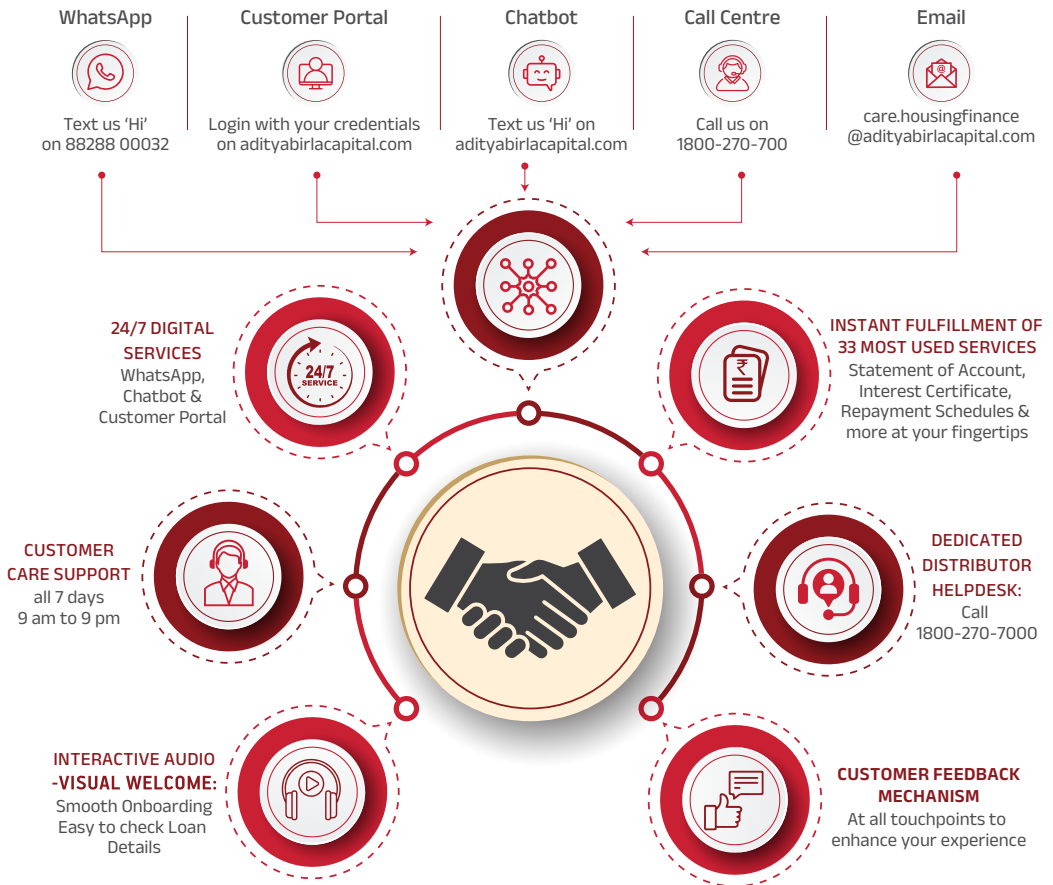 WhatsApp
Text us ‘Hi’
on 88288 00032
Customer Portal
Login with your credentials
on adityabirlacapital.com
Chatbot
Text us ‘Hi’ on
adityabirlacapital.com
Call Centre
Call us on
1800-270-700
Email
@
care.housingfinance
@adityabirlacapital.com
24/7 DIGITAL
SERVICES
WhatsApp,
Chatbot &
Customer Portal
24/7
SERVICE
₹
INSTANT FULFILLMENT OF
33 MOST USED SERVICES
Statement of Account,
Interest Certificate,
Repayment Schedules &
more at your fingertips
CUSTOMER
CARE SUPPORT
all 7 days
9 am to 9 pm
DEDICATED
DISTRIBUTOR
HELPDESK:
Call
1800-270-7000
INTERACTIVE AUDIO
-VISUAL WELCOME:
Smooth Onboarding
Easy to check Loan
Details
CUSTOMER FEEDBACK
MECHANISM
At all touchpoints to
enhance your experience